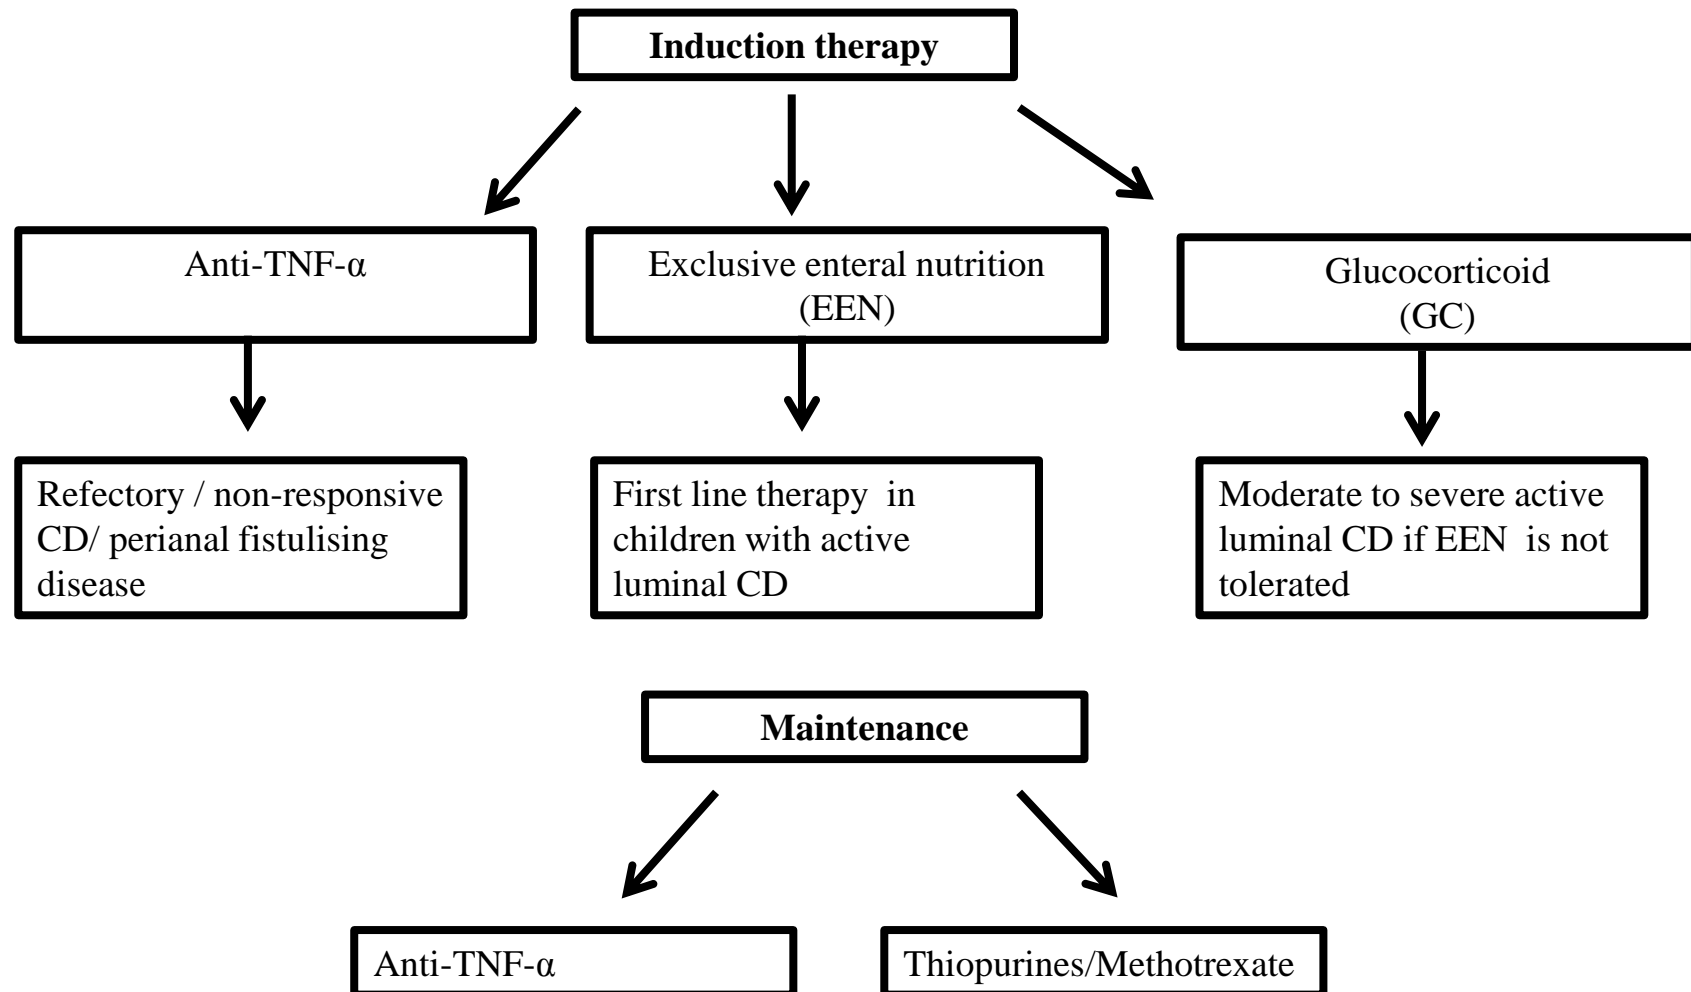 Induction therapy
Anti-TNF-α
Exclusive enteral nutrition
(EEN)
Glucocorticoid
(GC)
Refectory / non-responsive
CD/ perianal fistulising
disease
First line therapy  in
children with active
luminal CD
Moderate to severe active
luminal CD if EEN  is not
tolerated
Maintenance
Anti-TNF-α
Thiopurines/Methotrexate